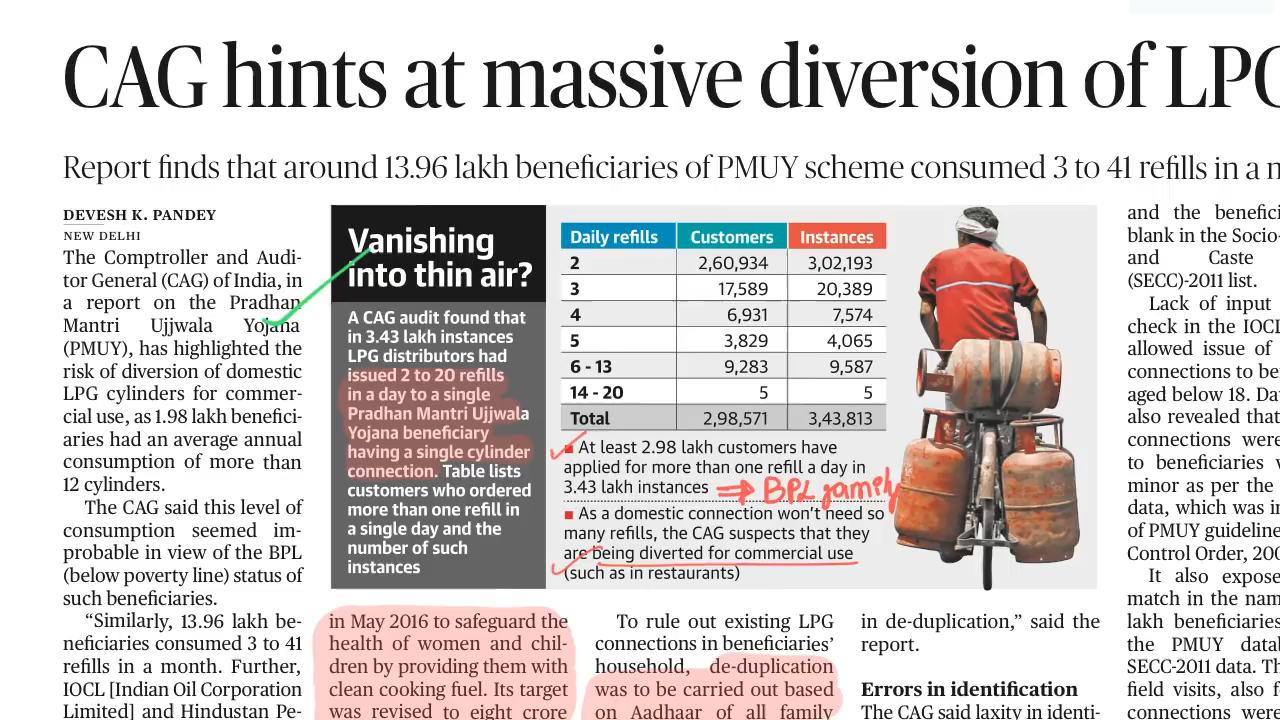 CAG hints at massive diversion of
Report finds that around 13.96 lakh beneficiaries of PMUY scheme consumed 3 to 41 refills in a
DEVESH K. PANDEY
NEW DELHI
The Comptroller and Audi-
tor General (CAG) of India, in
a report on the Pradhan
Mantri Ujjwala Yojana
(PMUY), has highlighted the
risk of diversion of domestic
LPG cylinders for commer-
cial use, as 1.98 lakh benefici-
aries had an average annual
consumption of more than
12 cylinders.
The CAG said this level of
consumption seemed im-
probable in view of the BPL
(below poverty line) status of
such beneficiaries.
“Similarly, 13.96 lakh be-
neficiaries consumed 3 to 41
refills in a month. Further,
IOCL [Indian Oil Corporation
Limited] and Hindustan Pe-
Vanishing
into thin air?
A CAG audit found that
in 3.43 lakh instances
LPG distributors had
issued 2 to 20 refills
in a day to a single
Pradhan Mantri Ujjwala
Yojana beneficiary
having a single cylinder
connection. Table lists
customers who ordered
more than one refill in
a single day and the
number of such
instances
Daily refills Customers Instances
2 2,60,934 3,02,193
3 17,589 20,389
4 6,931 7,574
5 3,829 4,065
6 - 13 9,283 9,587
14 - 20 5 5
Total 2,98,571 3,43,813
At least 2.98 lakh customers have
applied for more than one refill a day in
3.43 lakh instances ⇒ BPL
As a domestic connection won’t need so
many refills, the CAG suspects that they
are being diverted for commercial use
(such as in restaurants)
in May 2016 to safeguard the
health of women and chil-
dren by providing them with
clean cooking fuel. Its target
was revised to eight crore
To rule out existing LPG
connections in beneficiaries’
household, de-duplication
was to be carried out based
on Aadhaar of all family
in de-duplication,” said the
report.
Errors in identification
The CAG said laxity in identi-
and the
blank in the Socio-
and Caste
(SECC)-2011 list.
Lack of input
check in the IOCL
allowed issue of
connections to
aged below 18.
also revealed that
connections were
to beneficiaries
minor as per the
data, which was
of PMUY
Control Order,
It also
match in the
lakh
the PMUY
SECC-2011 data.
field visits, also
connections were